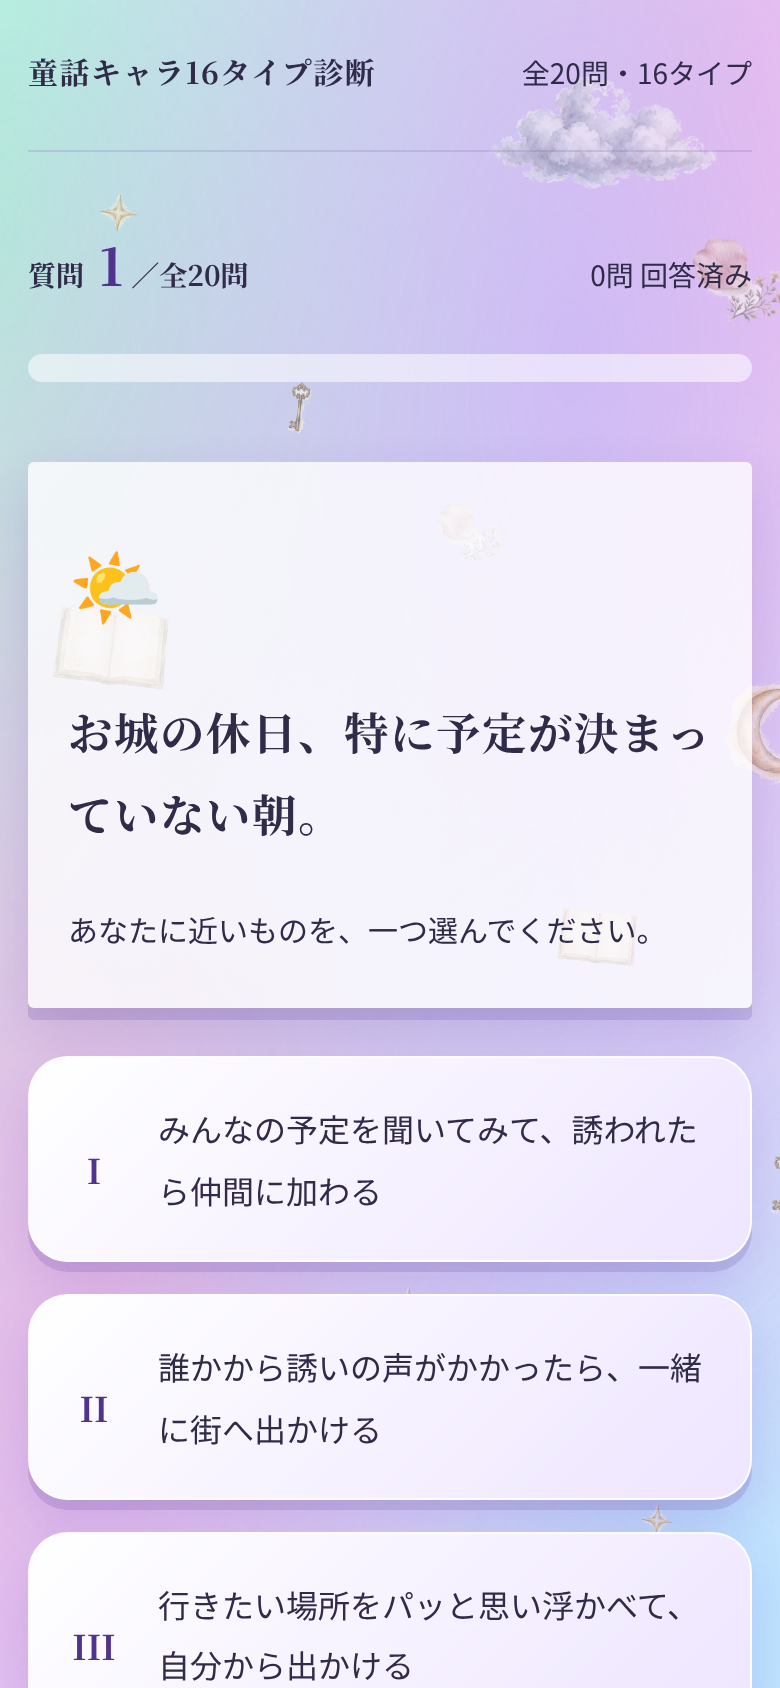 童話キャラ16タイプ診断
全20問・16タイプ
質問 1 ／全20問
0問 回答済み
お城の休日、特に予定が決まっ
ていない朝。
あなたに近いものを、一つ選んでください。
I
みんなの予定を聞いてみて、誘われた
ら仲間に加わる
II
誰かから誘いの声がかかったら、一緒
に街へ出かける
III
行きたい場所をパッと思い浮かべて、
自分から出かける